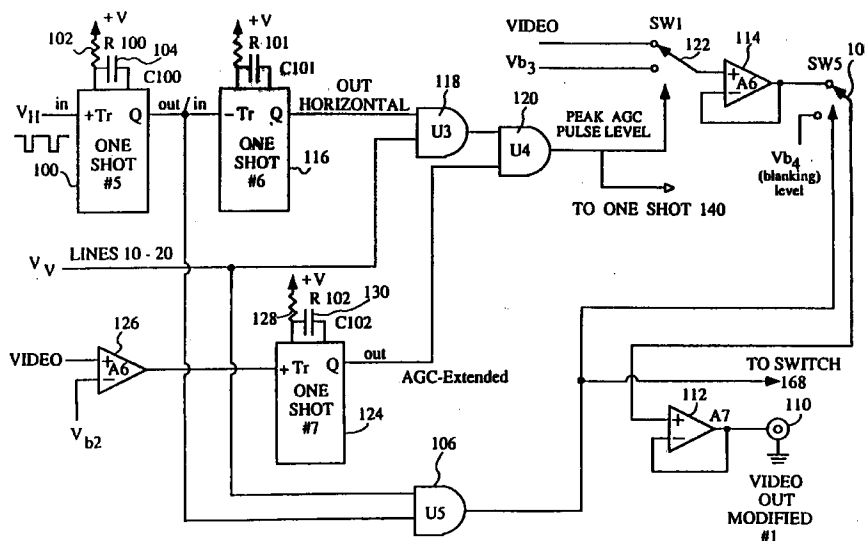 +V
102
R 100
104
C100
V_H
in
+Tr Q
out/in
ONE
SHOT
#5
100
+V
R 101
C101
-Tr Q
ONE
SHOT
#6
116
OUT
HORIZONTAL
118
U3
120
U4
PEAK AGC
PULSE LEVEL
TO ONE SHOT 140
VIDEO
SW1
Vb3
122
114
+
A6
-
SW5
10
Vb4
(blanking)
level
V_V
LINES 10 - 20
+V
R 102
130
128
C102
126
VIDEO
+
A6
-
V_b2
+ Tr Q
out
ONE
SHOT
#7
124
AGC-Extended
106
U5
TO SWITCH
168
112
+
-
A7
110
VIDEO
OUT
MODIFIED
#1